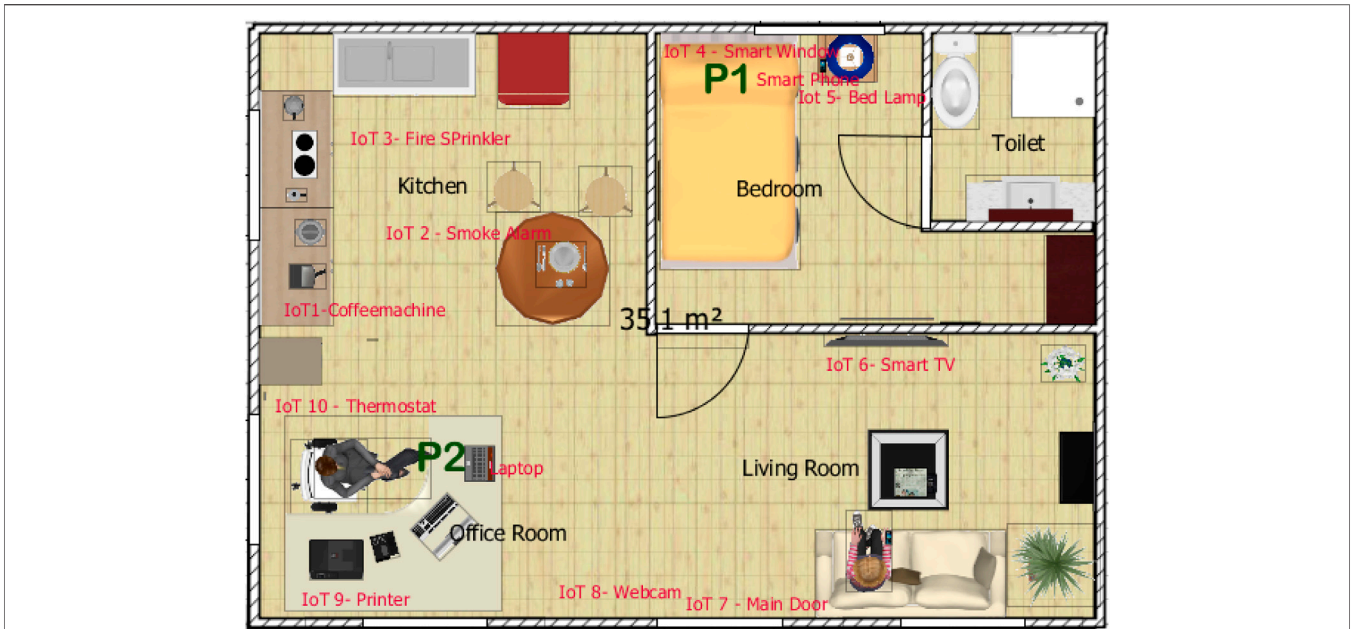 IoT 4 - Smart Window
P1
Smart Phone
Iot 5- Bed Lamp
IoT 3- Fire SPrinkler
Toilet
Kitchen
Bedroom
IoT 2 - Smoke Alarm
IoT1-Coffeemachine
35,1 m²
IoT 6- Smart TV
IoT 10 - Thermostat
P2
Laptop
Living Room
Office Room
IoT 9- Printer
IoT 8- Webcam
IoT 7 - Main Door